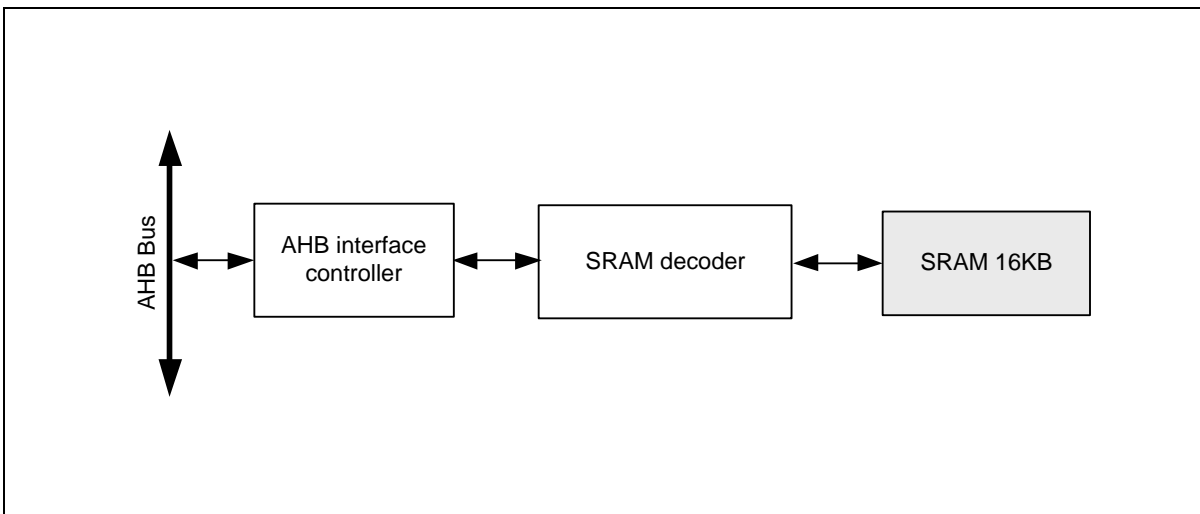 AHB Bus
AHB interface
controller
SRAM decoder
SRAM 16KB